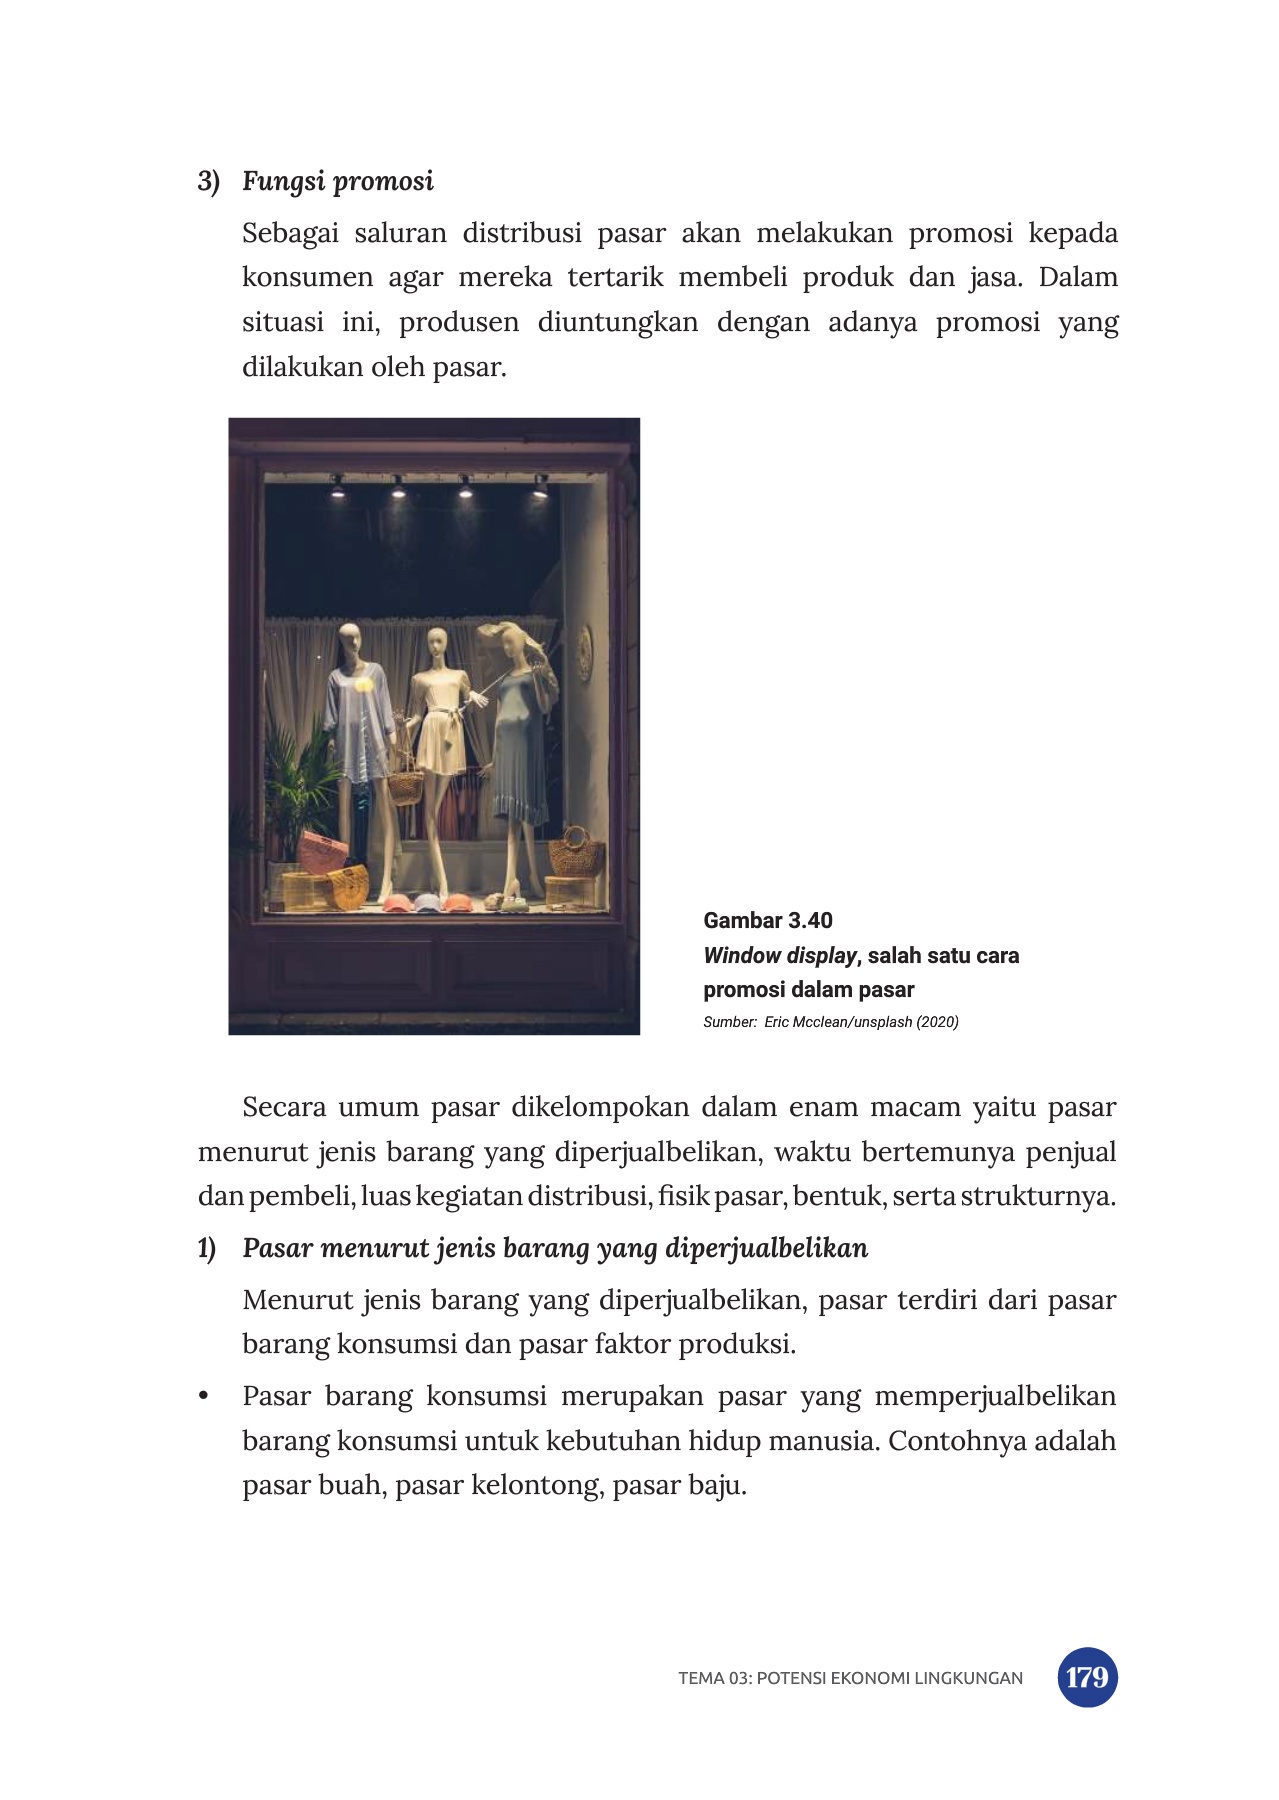 3) Fungsi promosi
Sebagai saluran distribusi pasar akan melakukan promosi kepada
konsumen agar mereka tertarik membeli produk dan jasa. Dalam
situasi ini, produsen diuntungkan dengan adanya promosi yang
dilakukan oleh pasar.
Gambar 3.40
Window display, salah satu cara
promosi dalam pasar
Sumber: Eric Mcclean/unsplash (2020)
Secara umum pasar dikelompokan dalam enam macam yaitu pasar
menurut jenis barang yang diperjualbelikan, waktu bertemunya penjual
dan pembeli, luas kegiatan distribusi, fisik pasar, bentuk, serta strukturnya.
1) Pasar menurut jenis barang yang diperjualbelikan
Menurut jenis barang yang diperjualbelikan, pasar terdiri dari pasar
barang konsumsi dan pasar faktor produksi.
• Pasar barang konsumsi merupakan pasar yang memperjualbelikan
barang konsumsi untuk kebutuhan hidup manusia. Contohnya adalah
pasar buah, pasar kelontong, pasar baju.
TEMA 03: POTENSI EKONOMI LINGKUNGAN 179